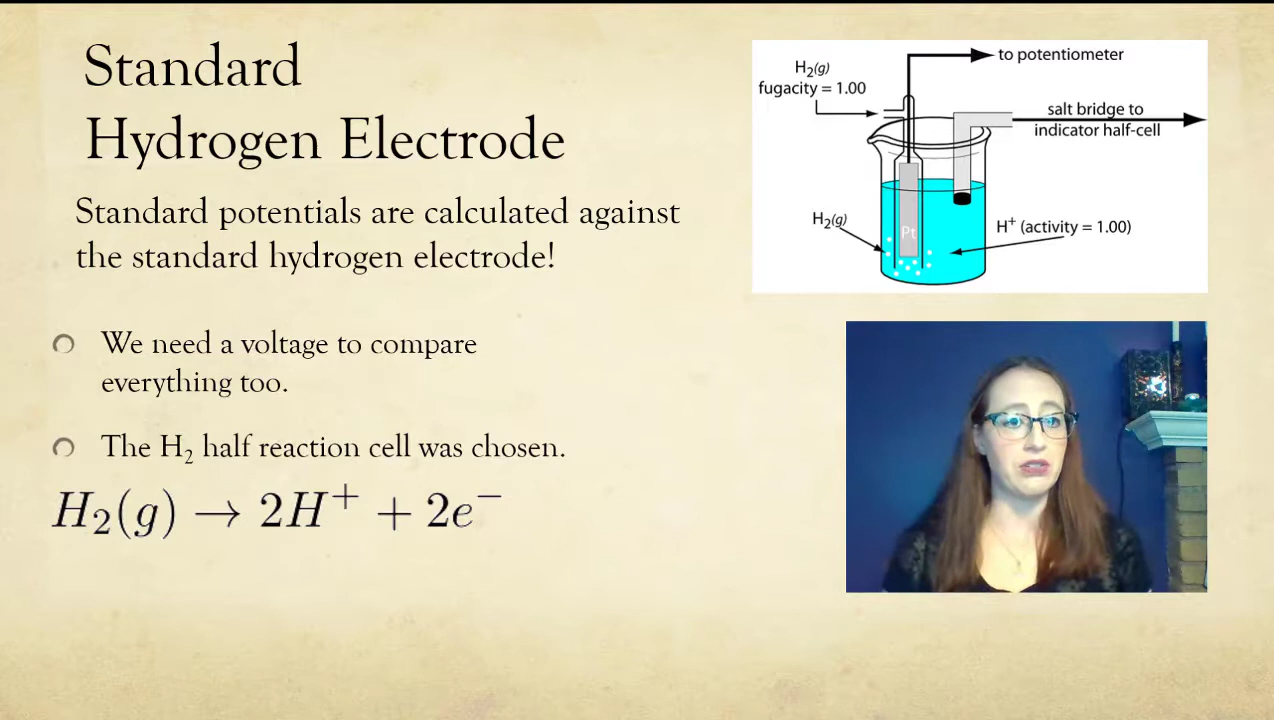 Standard
Hydrogen Electrode
Standard potentials are calculated against
the standard hydrogen electrode!
We need a voltage to compare
everything too.
The H₂ half reaction cell was chosen.
H₂(g) → 2H⁺ + 2e⁻
to potentiometer
H₂(g)
fugacity = 1.00
salt bridge to
indicator half-cell
H₂(g)
Pt
H⁺ (activity = 1.00)